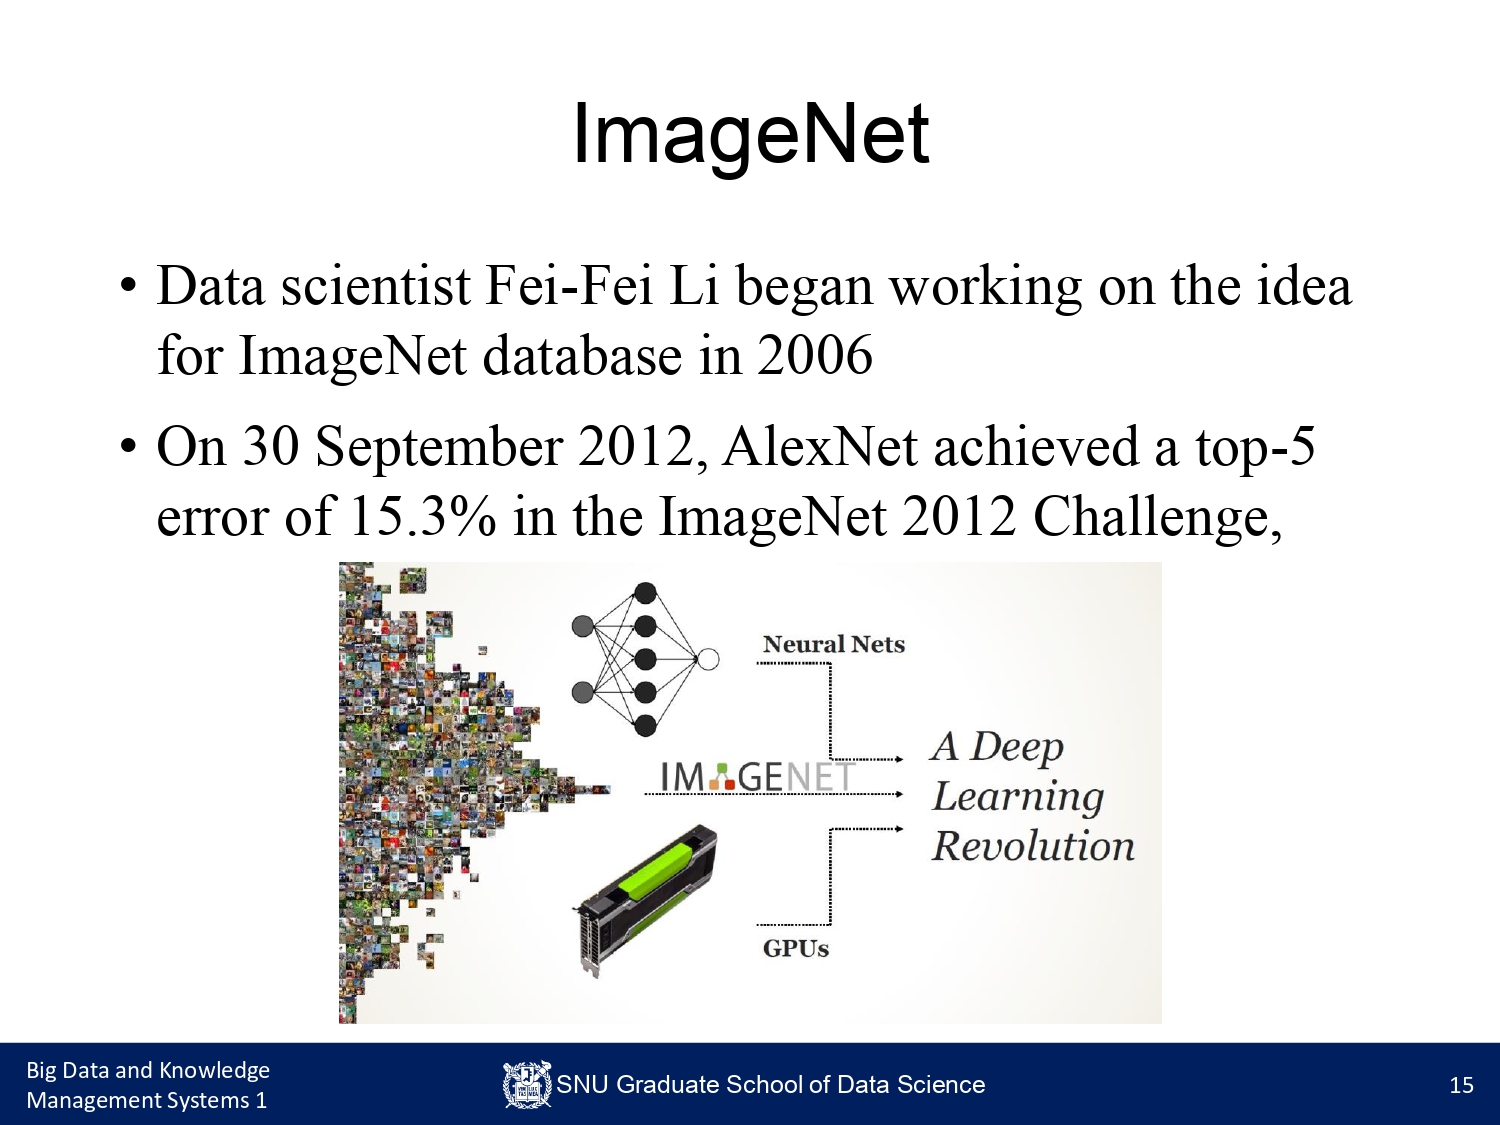 ImageNet
• Data scientist Fei-Fei Li began working on the idea
for ImageNet database in 2006
• On 30 September 2012, AlexNet achieved a top-5
error of 15.3% in the ImageNet 2012 Challenge,
Neural Nets
IMAGENET
A Deep
Learning
Revolution
GPUs
Big Data and Knowledge
Management Systems 1
SNU Graduate School of Data Science
15